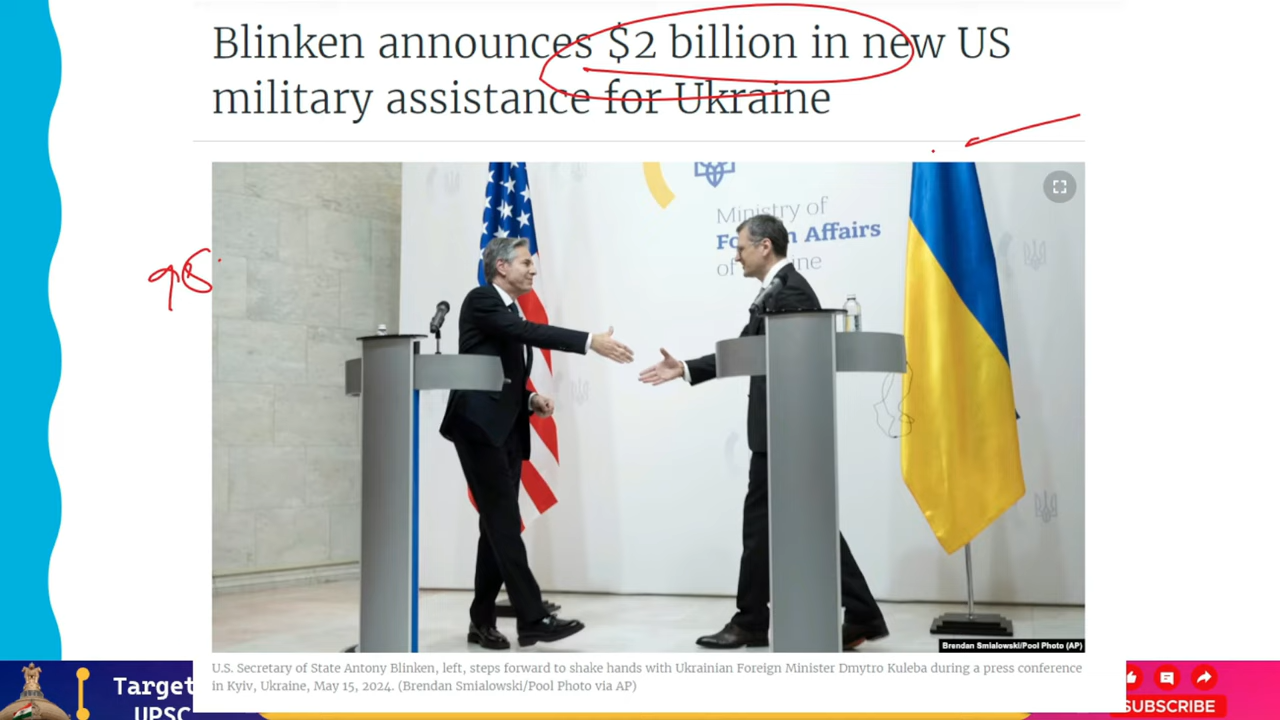 Blinken announces $2 billion in new US
military assistance for Ukraine
Ministry of
Foreign Affairs
of
ine
98
Brendan Smialowski/Pool Photo (AP)
U.S. Secretary of State Antony Blinken, left, steps forward to shake hands with Ukrainian Foreign Minister Dmytro Kuleba during a press conference
in Kyiv, Ukraine, May 15, 2024. (Brendan Smialowski/Pool Photo via AP)
Target
UPSC
SUBSCRIBE